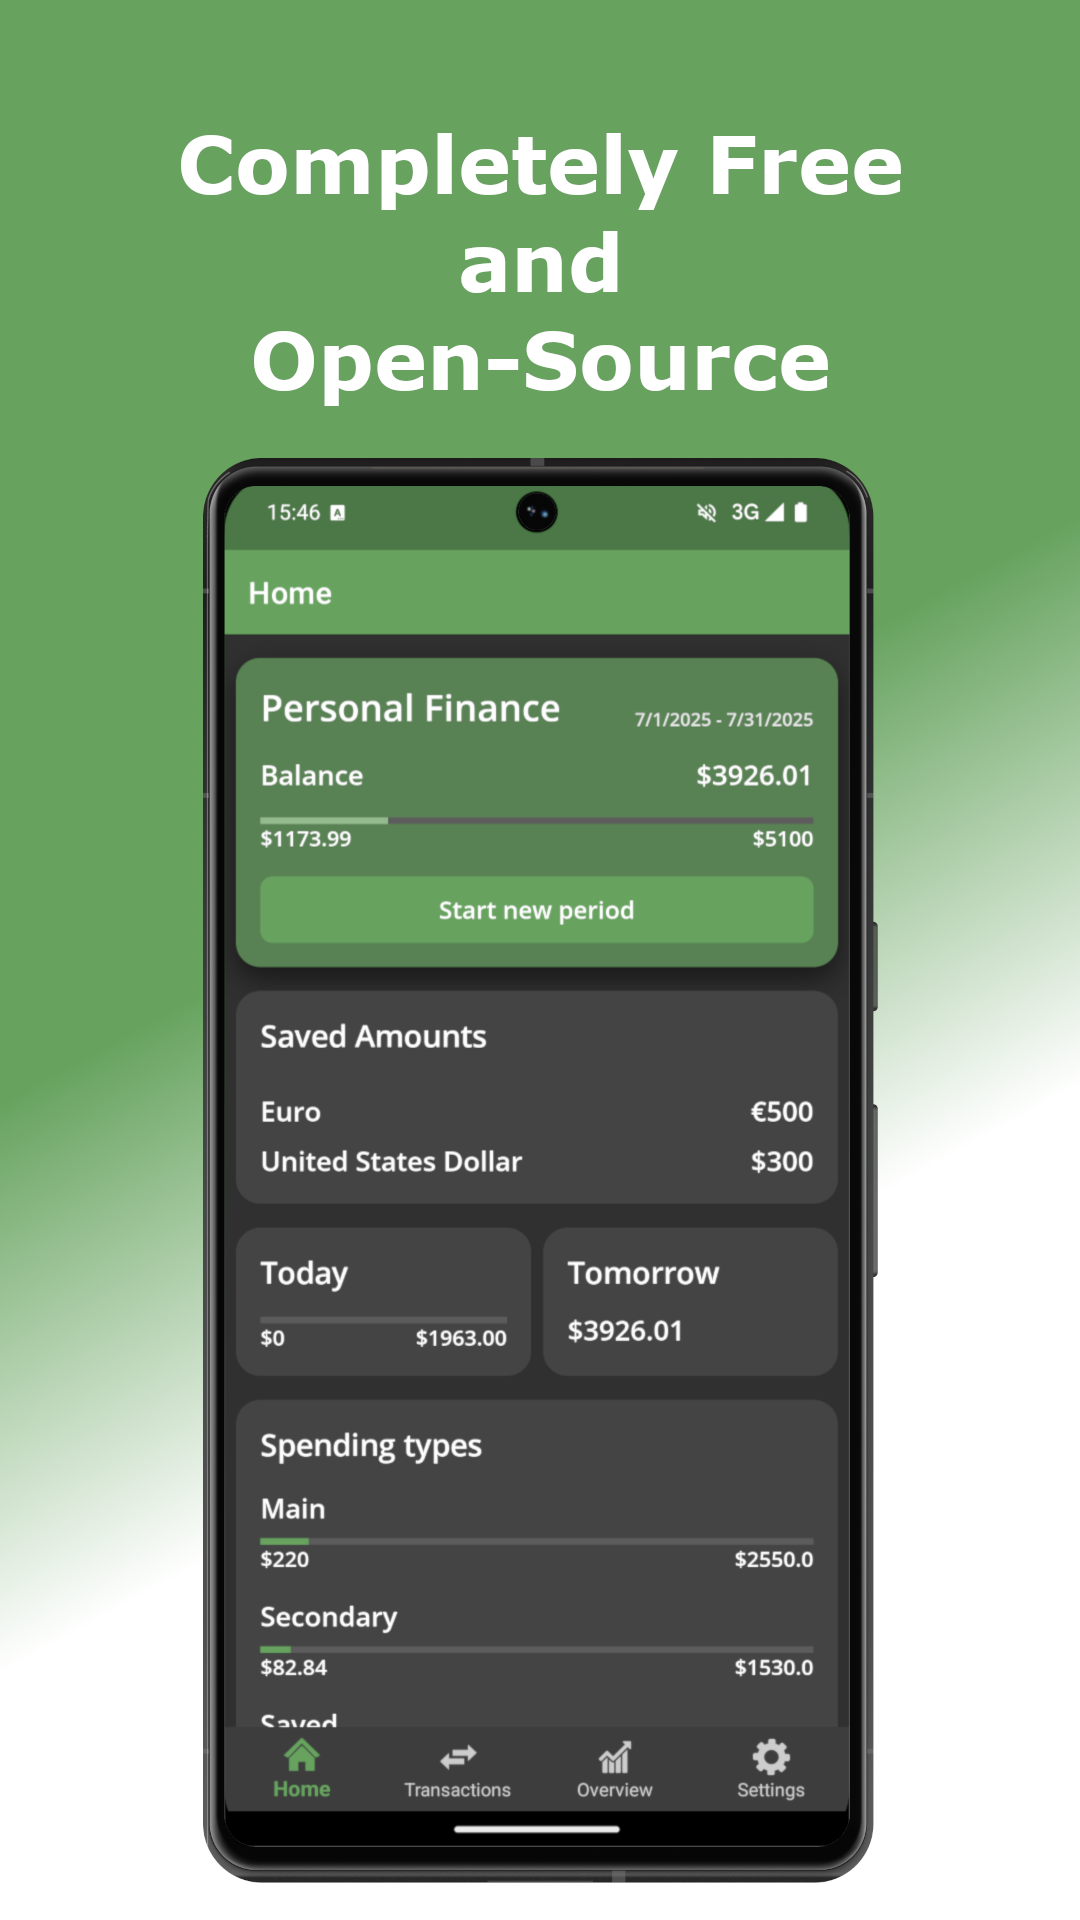 Completely Free
and
Open-Source
15:46 A 3G
Home
Personal Finance 7/1/2025 - 7/31/2025
Balance $3926.01
$1173.99 $5100
Start new period
Saved Amounts
Euro €500
United States Dollar $300
Today Tomorrow
$3926.01
$0 $1963.00
Spending types
Main
$220 $2550.0
Secondary
$82.84 $1530.0
Saved
Home Transactions Overview Settings